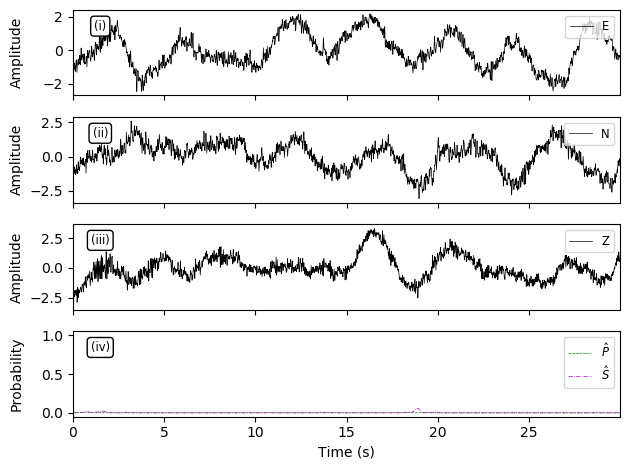 (i)
E
Amplitude
2
0
−2
(ii)
N
Amplitude
2.5
0.0
−2.5
(iii)
Z
Amplitude
2.5
0.0
−2.5
(iv)
P̂
Ŝ
Probability
1.0
0.5
0.0
0 5 10 15 20 25
Time (s)